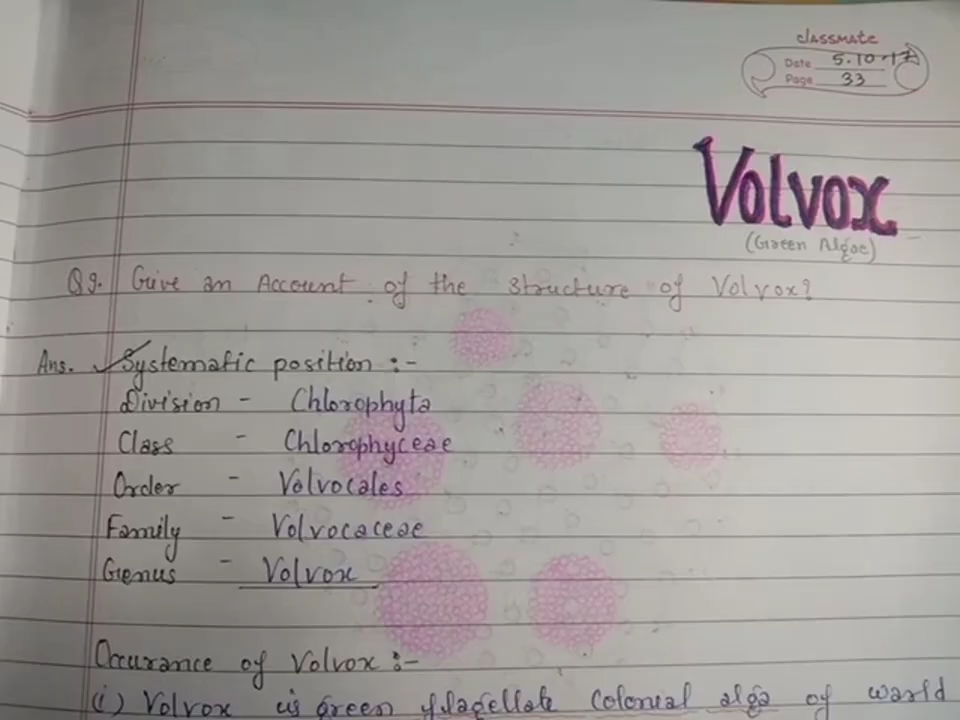 classmate
Date 5.10.17
Page 33
Volvox
(Green Algae)
Q9. Give an Account of the structure of Volvox?
Ans. Systematic position :-
Division - Chlorophyta
Class - Chlorophyceae
Order - Volvocales
Family - Volvocaceae
Genus - Volvox
Occurance of Volvox :-
(i) Volvox is green flagellate colonial alga of world